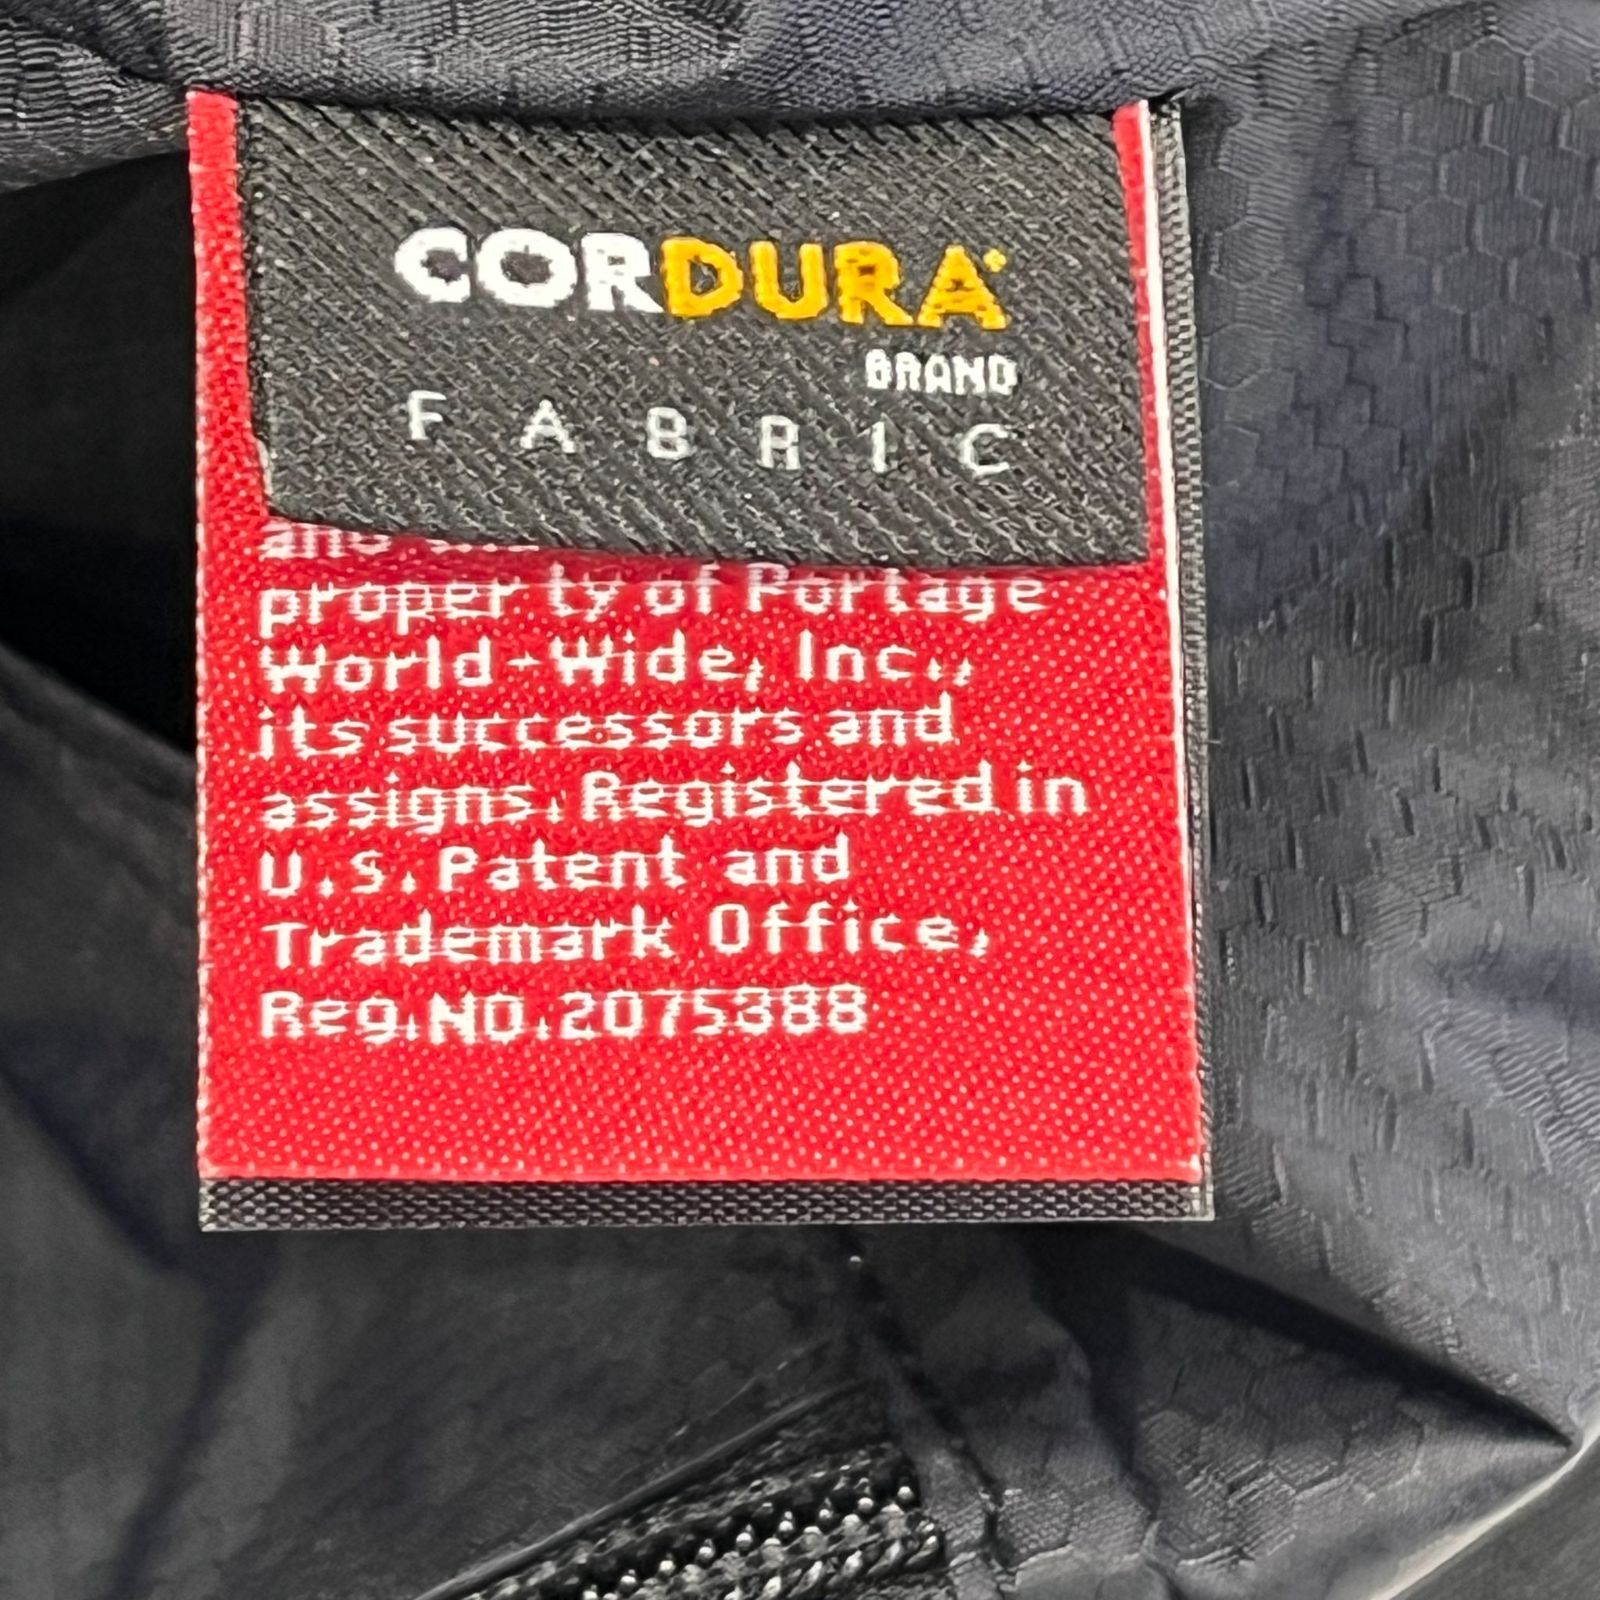 CORDURA
BRAND
FABRIC
and
property of Portage
World-Wide, Inc.,
its successors and
assigns. Registered in
U.S. Patent and
Trademark Office,
Reg.NO.2075388